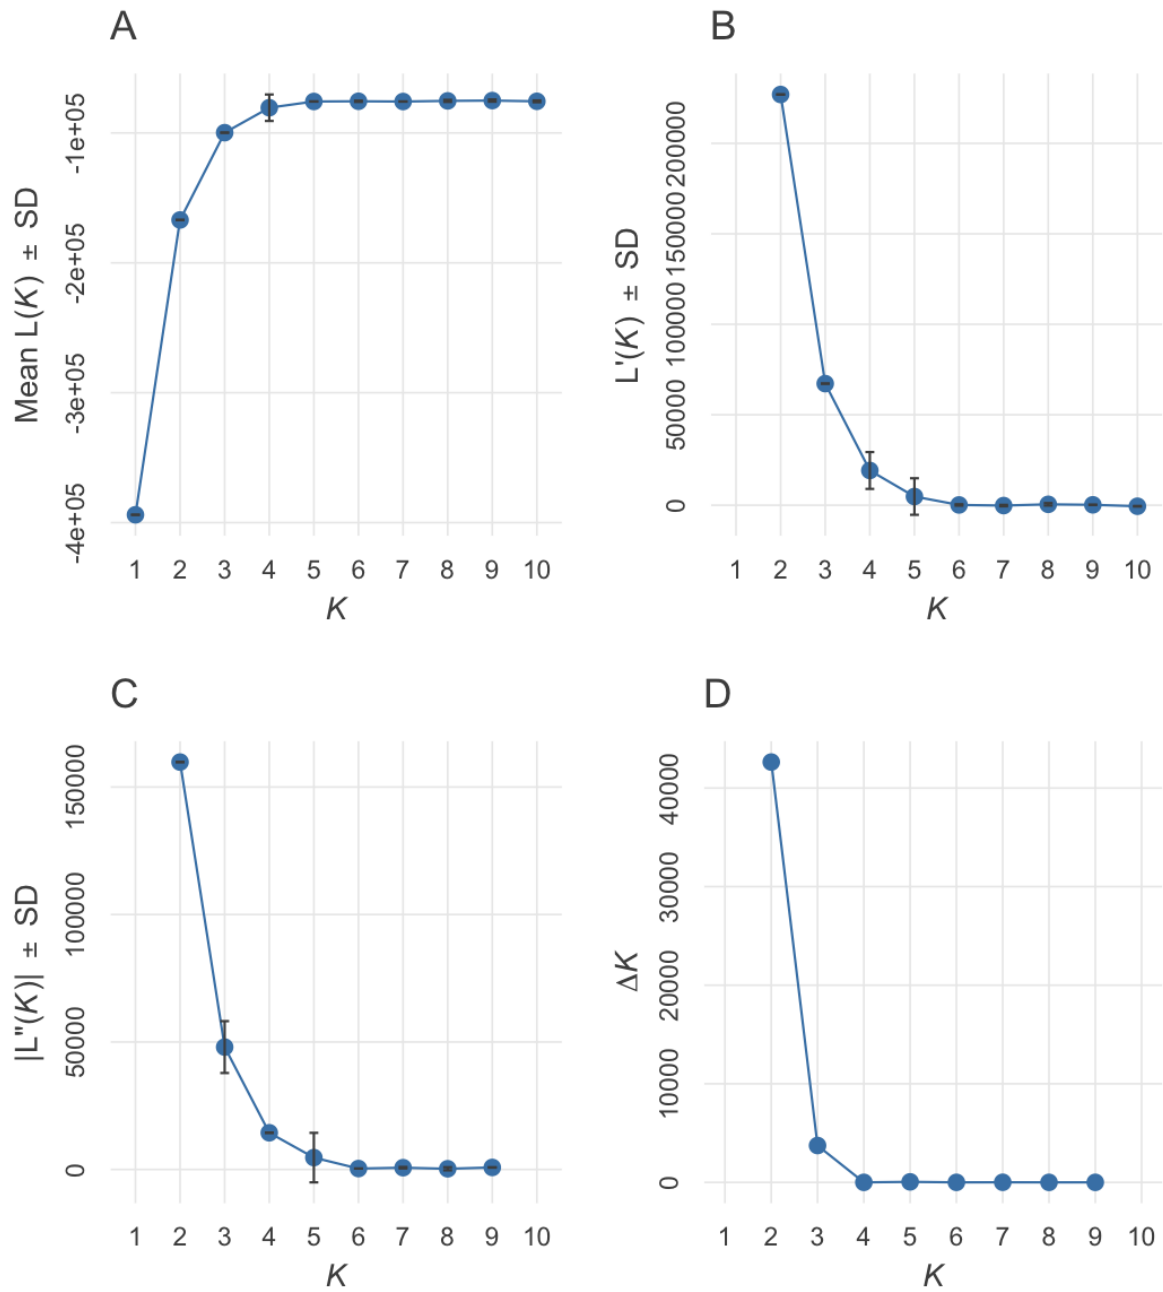 A
Mean L(K) ± SD
-1e+05
-2e+05
-3e+05
-4e+05
1 2 3 4 5 6 7 8 9 10
K
B
L'(K) ± SD
200000
150000
100000
50000
0
1 2 3 4 5 6 7 8 9 10
K
C
|L"(K)| ± SD
150000
100000
50000
0
1 2 3 4 5 6 7 8 9 10
K
D
ΔK
40000
30000
20000
10000
0
1 2 3 4 5 6 7 8 9 10
K